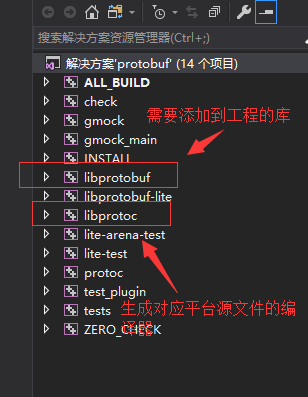 搜索解决方案资源管理器(Ctrl+;)
解决方案'protobuf' (14 个项目)
ALL_BUILD
check
gmock
需要添加到工程的库
gmock_main
INSTALL
libprotobuf
libprotobuf-lite
libprotoc
lite-arena-test
lite-test
protoc
test_plugin
生成对应平台源文件的编
译器
tests
ZERO_CHECK